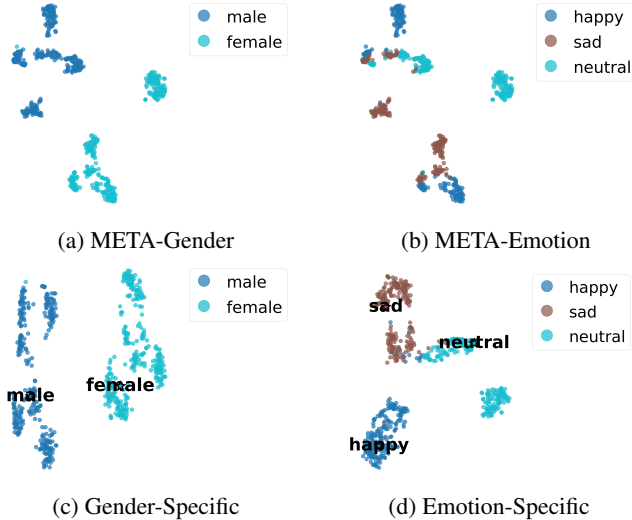 male
female
happy
sad
neutral
(a) META-Gender
(b) META-Emotion
male
female
male
female
happy
sad
neutral
sad
neutral
happy
(c) Gender-Specific
(d) Emotion-Specific